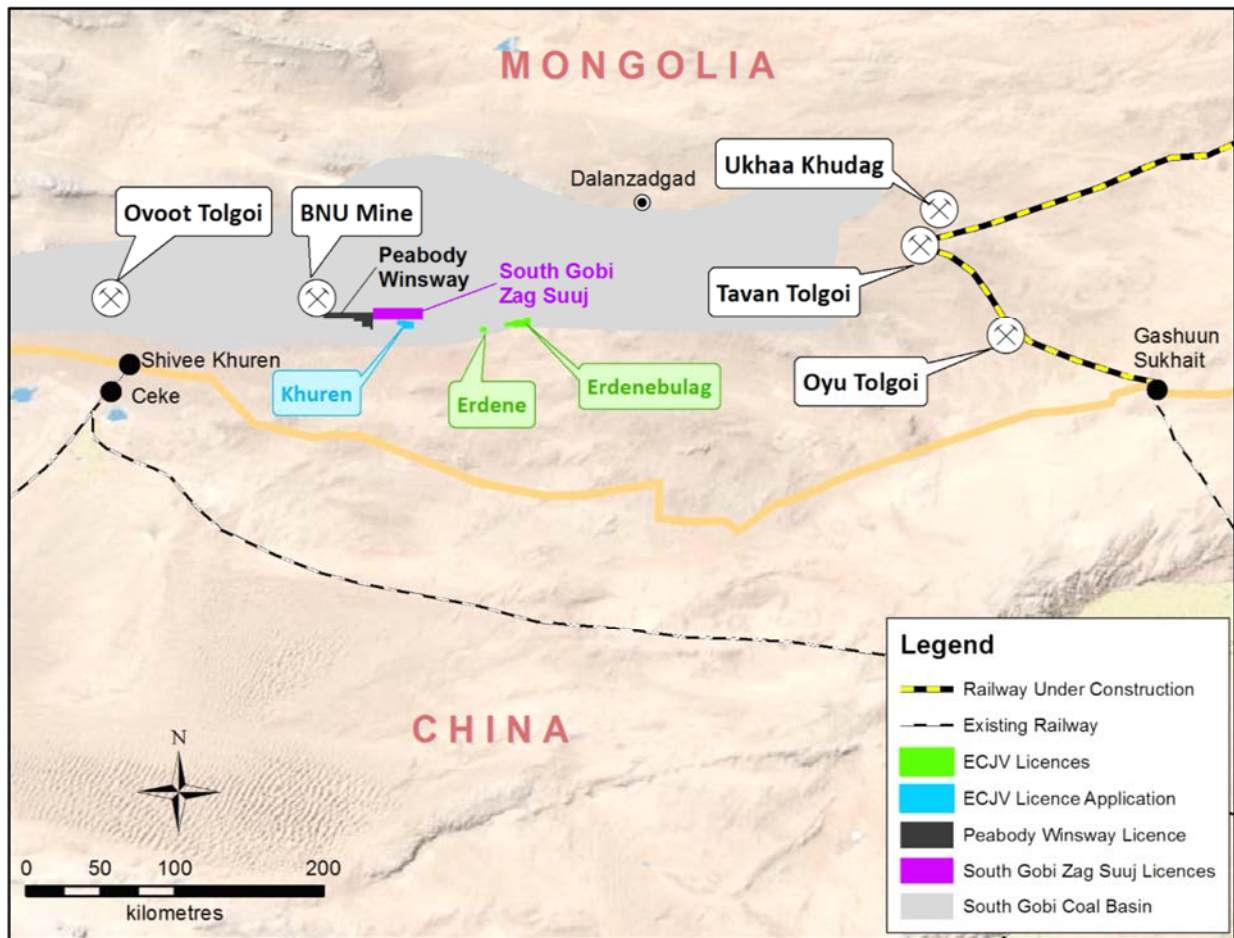 MONGOLIA
Ukhaa Khudag
Dalanzadgad
Ovoot Tolgoi
BNU Mine
Peabody
Winsway
South Gobi
Zag Suuj
Tavan Tolgoi
Gashuun
Sukhait
Shivee Khuren
Ceke
Khuren
Erdene
Erdenebulag
Oyu Tolgoi
CHINA
N
0 50 100 200
kilometres
Legend
Railway Under Construction
Existing Railway
ECJV Licences
ECJV Licence Application
Peabody Winsway Licence
South Gobi Zag Suuj Licences
South Gobi Coal Basin